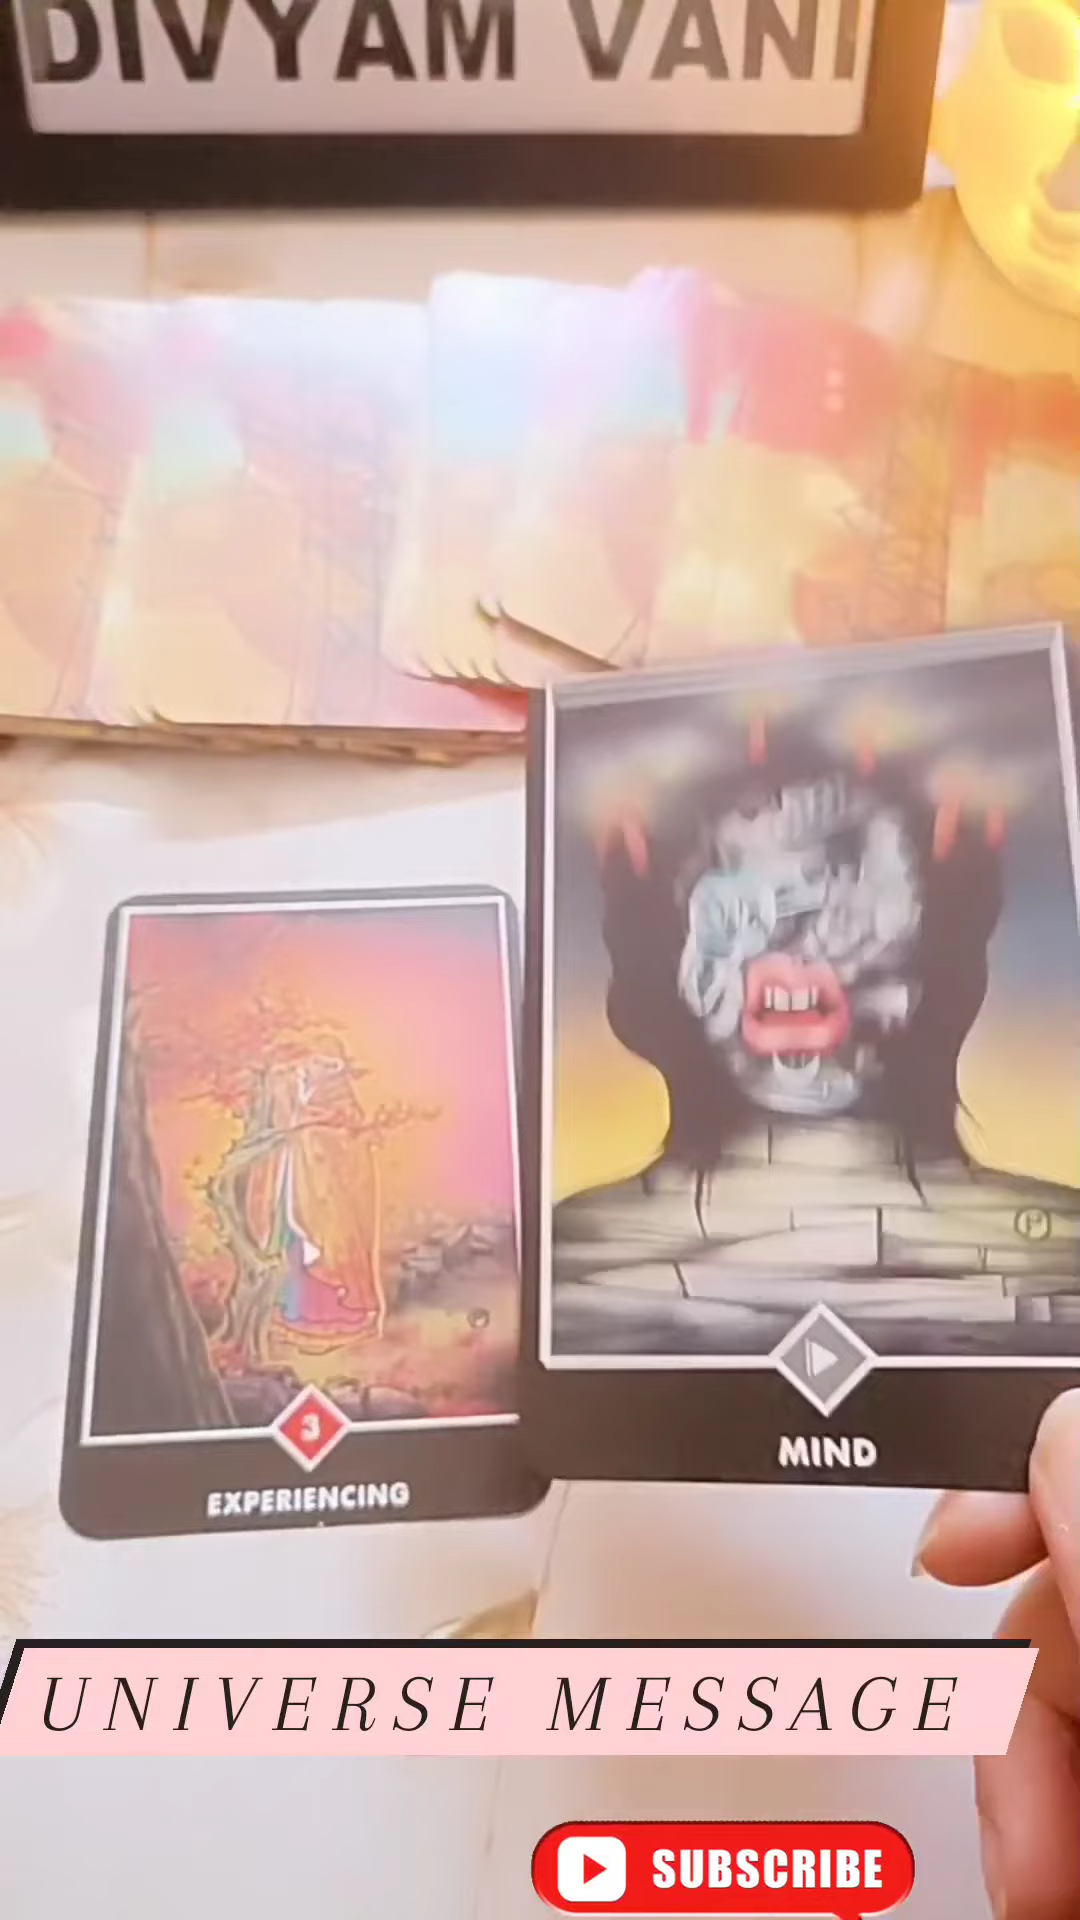 DIVYAM VANI
3
EXPERIENCING
MIND
UNIVERSE MESSAGE
SUBSCRIBE